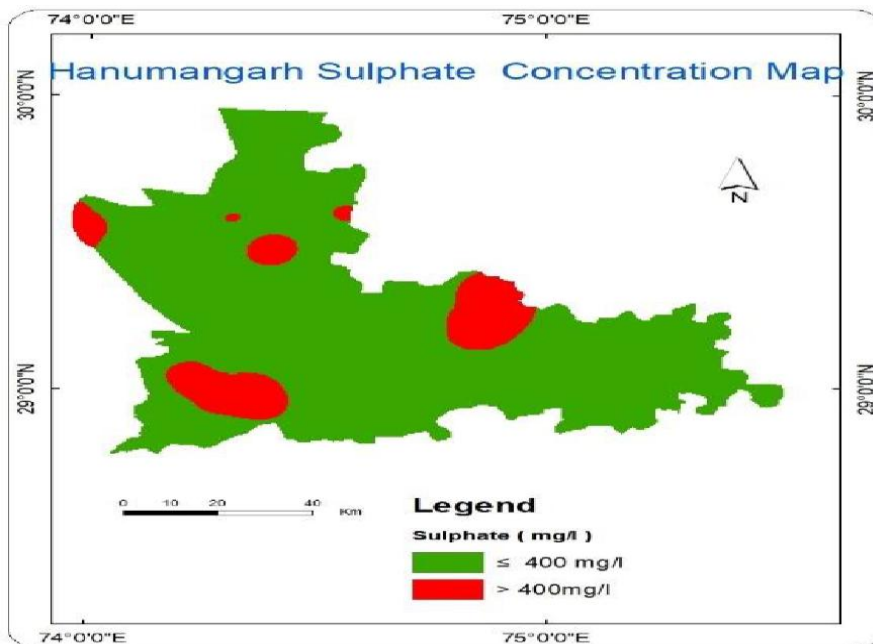 74°0'0"E 75°0'0"E
Hanumangarh Sulphate Concentration Map
30°0'0"N 30°0'0"N
N
29°0'0"N 29°0'0"N
0 10 20 40 Km
Legend
Sulphate ( mg/l )
≤ 400 mg/l
> 400mg/l
74°0'0"E 75°0'0"E